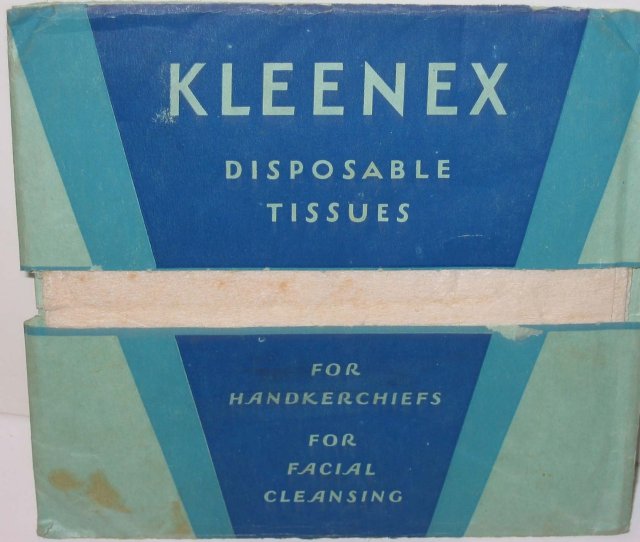 KLEENEX
DISPOSABLE
TISSUES
FOR
HANDKERCHIEFS
FOR
FACIAL
CLEANSING